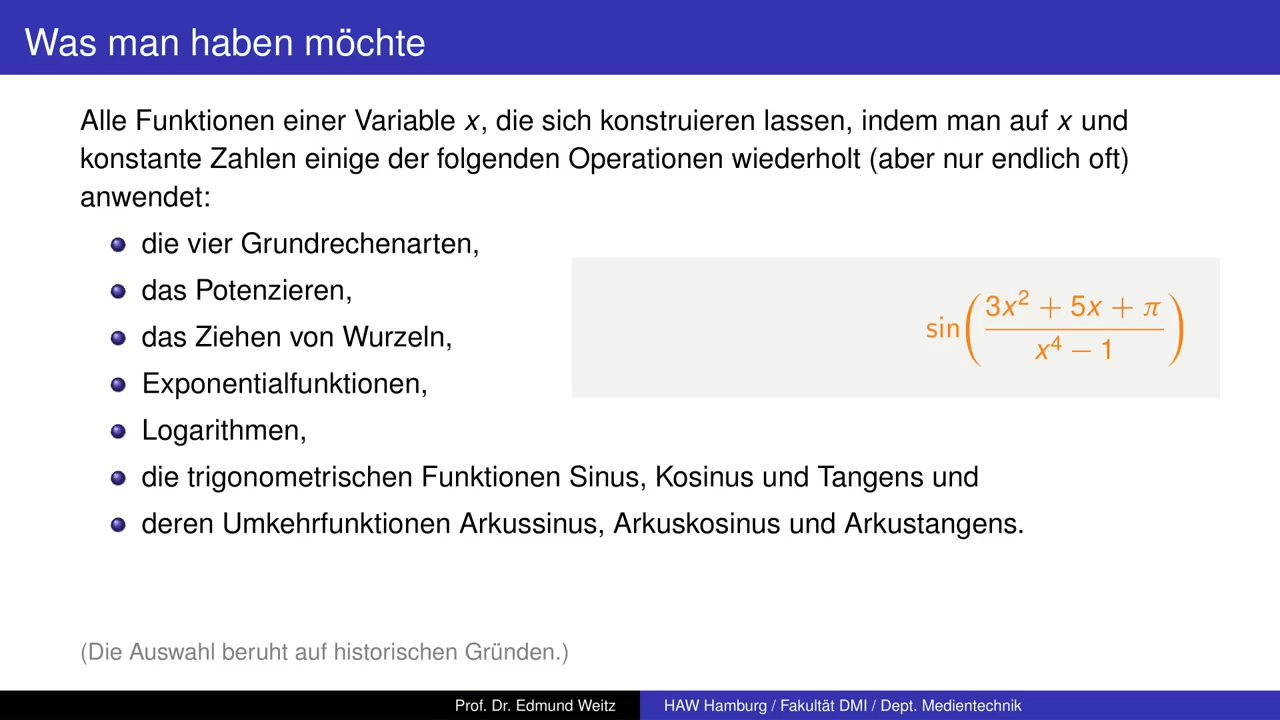 Was man haben möchte
Alle Funktionen einer Variable x, die sich konstruieren lassen, indem man auf x und
konstante Zahlen einige der folgenden Operationen wiederholt (aber nur endlich oft)
anwendet:
die vier Grundrechenarten,
das Potenzieren,
das Ziehen von Wurzeln,
Exponentialfunktionen,
Logarithmen,
die trigonometrischen Funktionen Sinus, Kosinus und Tangens und
deren Umkehrfunktionen Arkussinus, Arkuskosinus und Arkustangens.
sin(
3x² + 5x + π
x⁴ − 1
)
(Die Auswahl beruht auf historischen Gründen.)
Prof. Dr. Edmund Weitz
HAW Hamburg / Fakultät DMI / Dept. Medientechnik